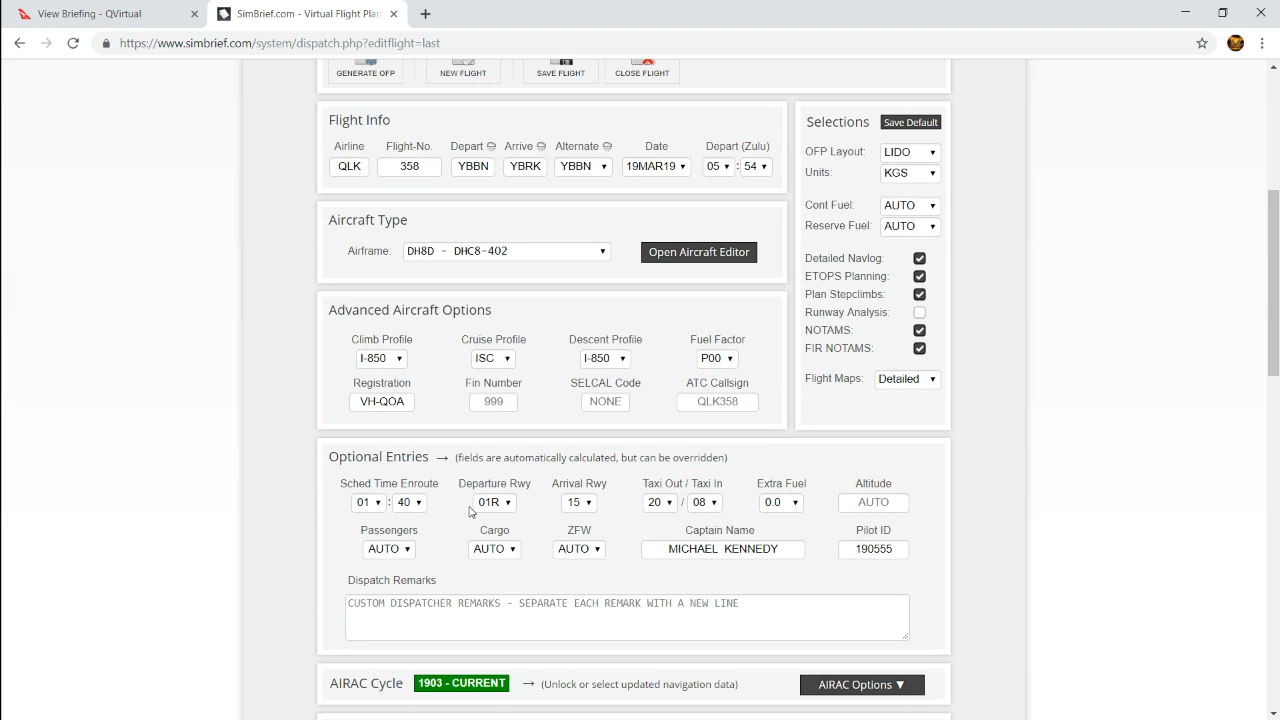 View Briefing - QVirtual
SimBrief.com - Virtual Flight Plan
https://www.simbrief.com/system/dispatch.php?editflight=last
GENERATE OFP NEW FLIGHT SAVE FLIGHT CLOSE FLIGHT
Flight Info
Airline Flight-No. Depart Arrive Alternate Date Depart (Zulu)
QLK 358 YBBN YBRK YBBN 19MAR19 05 : 54
Selections Save Default
OFP Layout: LIDO
Units: KGS
Cont Fuel: AUTO
Reserve Fuel: AUTO
Detailed Navlog:
ETOPS Planning:
Plan Stepclimbs:
Runway Analysis:
NOTAMS:
FIR NOTAMS:
Flight Maps: Detailed
Aircraft Type
Airframe: DH8D - DHC8-402 Open Aircraft Editor
Advanced Aircraft Options
Climb Profile Cruise Profile Descent Profile Fuel Factor
I-850 ISC I-850 P00
Registration Fin Number SELCAL Code ATC Callsign
VH-QOA 999 NONE QLK358
Optional Entries → (fields are automatically calculated, but can be overridden)
Sched Time Enroute Departure Rwy Arrival Rwy Taxi Out / Taxi In Extra Fuel Altitude
01 : 40 01R 15 20 / 08 0.0 AUTO
Passengers Cargo ZFW Captain Name Pilot ID
AUTO AUTO AUTO MICHAEL KENNEDY 190555
Dispatch Remarks
CUSTOM DISPATCHER REMARKS - SEPARATE EACH REMARK WITH A NEW LINE
AIRAC Cycle 1903 - CURRENT → (Unlock or select updated navigation data) AIRAC Options ▼